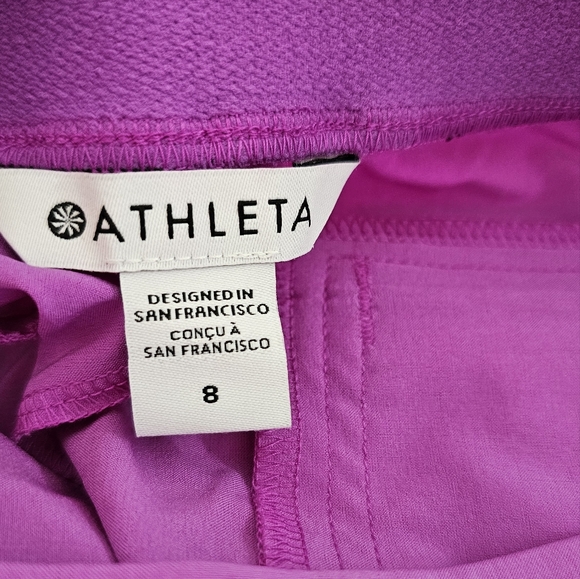 ATHLETA
DESIGNED IN
SAN FRANCISCO
CONÇU À
SAN FRANCISCO
8